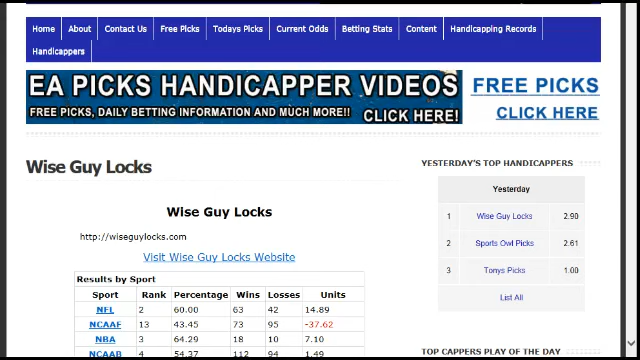 Home About Contact Us Free Picks Todays Picks Current Odds Betting Stats Content Handicapping Records
Handicappers
EA PICKS HANDICAPPER VIDEOS
FREE PICKS, DAILY BETTING INFORMATION AND MUCH MORE!! CLICK HERE!
FREE PICKS
CLICK HERE
Wise Guy Locks
Wise Guy Locks
http://wiseguylocks.com
Visit Wise Guy Locks Website
Results by Sport
Sport Rank Percentage Wins Losses Units
NFL 2 60.00 63 42 14.89
NCAAF 13 43.45 73 95 -37.62
NBA 3 64.29 18 10 7.10
NCAAB 4 54.37 112 94 1.49
YESTERDAY'S TOP HANDICAPPERS
Yesterday
1 Wise Guy Locks 2.90
2 Sports Owl Picks 2.61
3 Tonys Picks 1.00
List All
TOP CAPPERS PLAY OF THE DAY